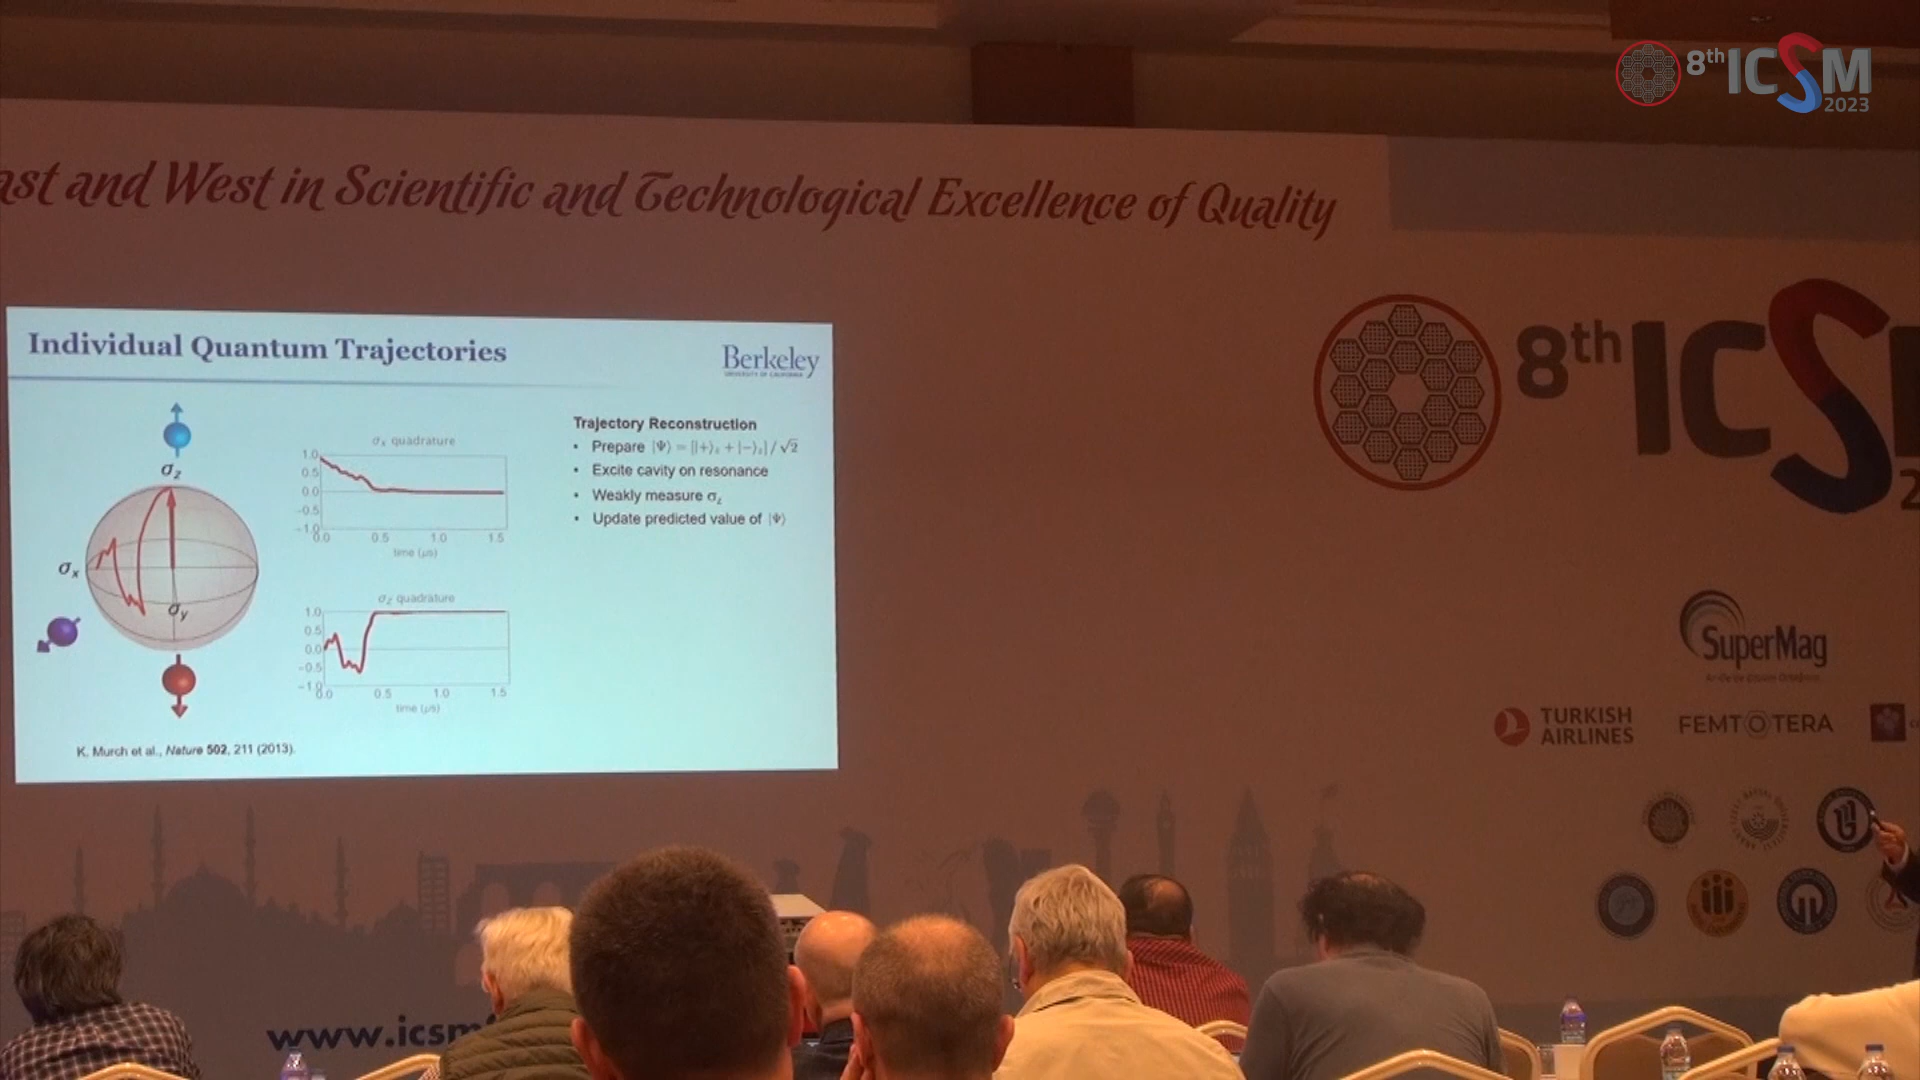 8th ICSM
2023
ast and West in Scientific and Technological Excellence of Quality
Individual Quantum Trajectories
Berkeley
UNIVERSITY OF CALIFORNIA
σz
σx
σy
σx quadrature
1.0
0.5
0.0
-0.5
-1.0
0.0 0.5 1.0 1.5
time (μs)
σz quadrature
1.0
0.5
0.0
-0.5
-1.0
0.0 0.5 1.0 1.5
time (μs)
Trajectory Reconstruction
• Prepare |Ψ⟩ = [|+⟩z + |−⟩z] / √2
• Excite cavity on resonance
• Weakly measure σz
• Update predicted value of |Ψ⟩
K. Murch et al., Nature 502, 211 (2013).
8th ICS
2
SuperMag
TURKISH
AIRLINES
FEMTOTERA
www.icsm